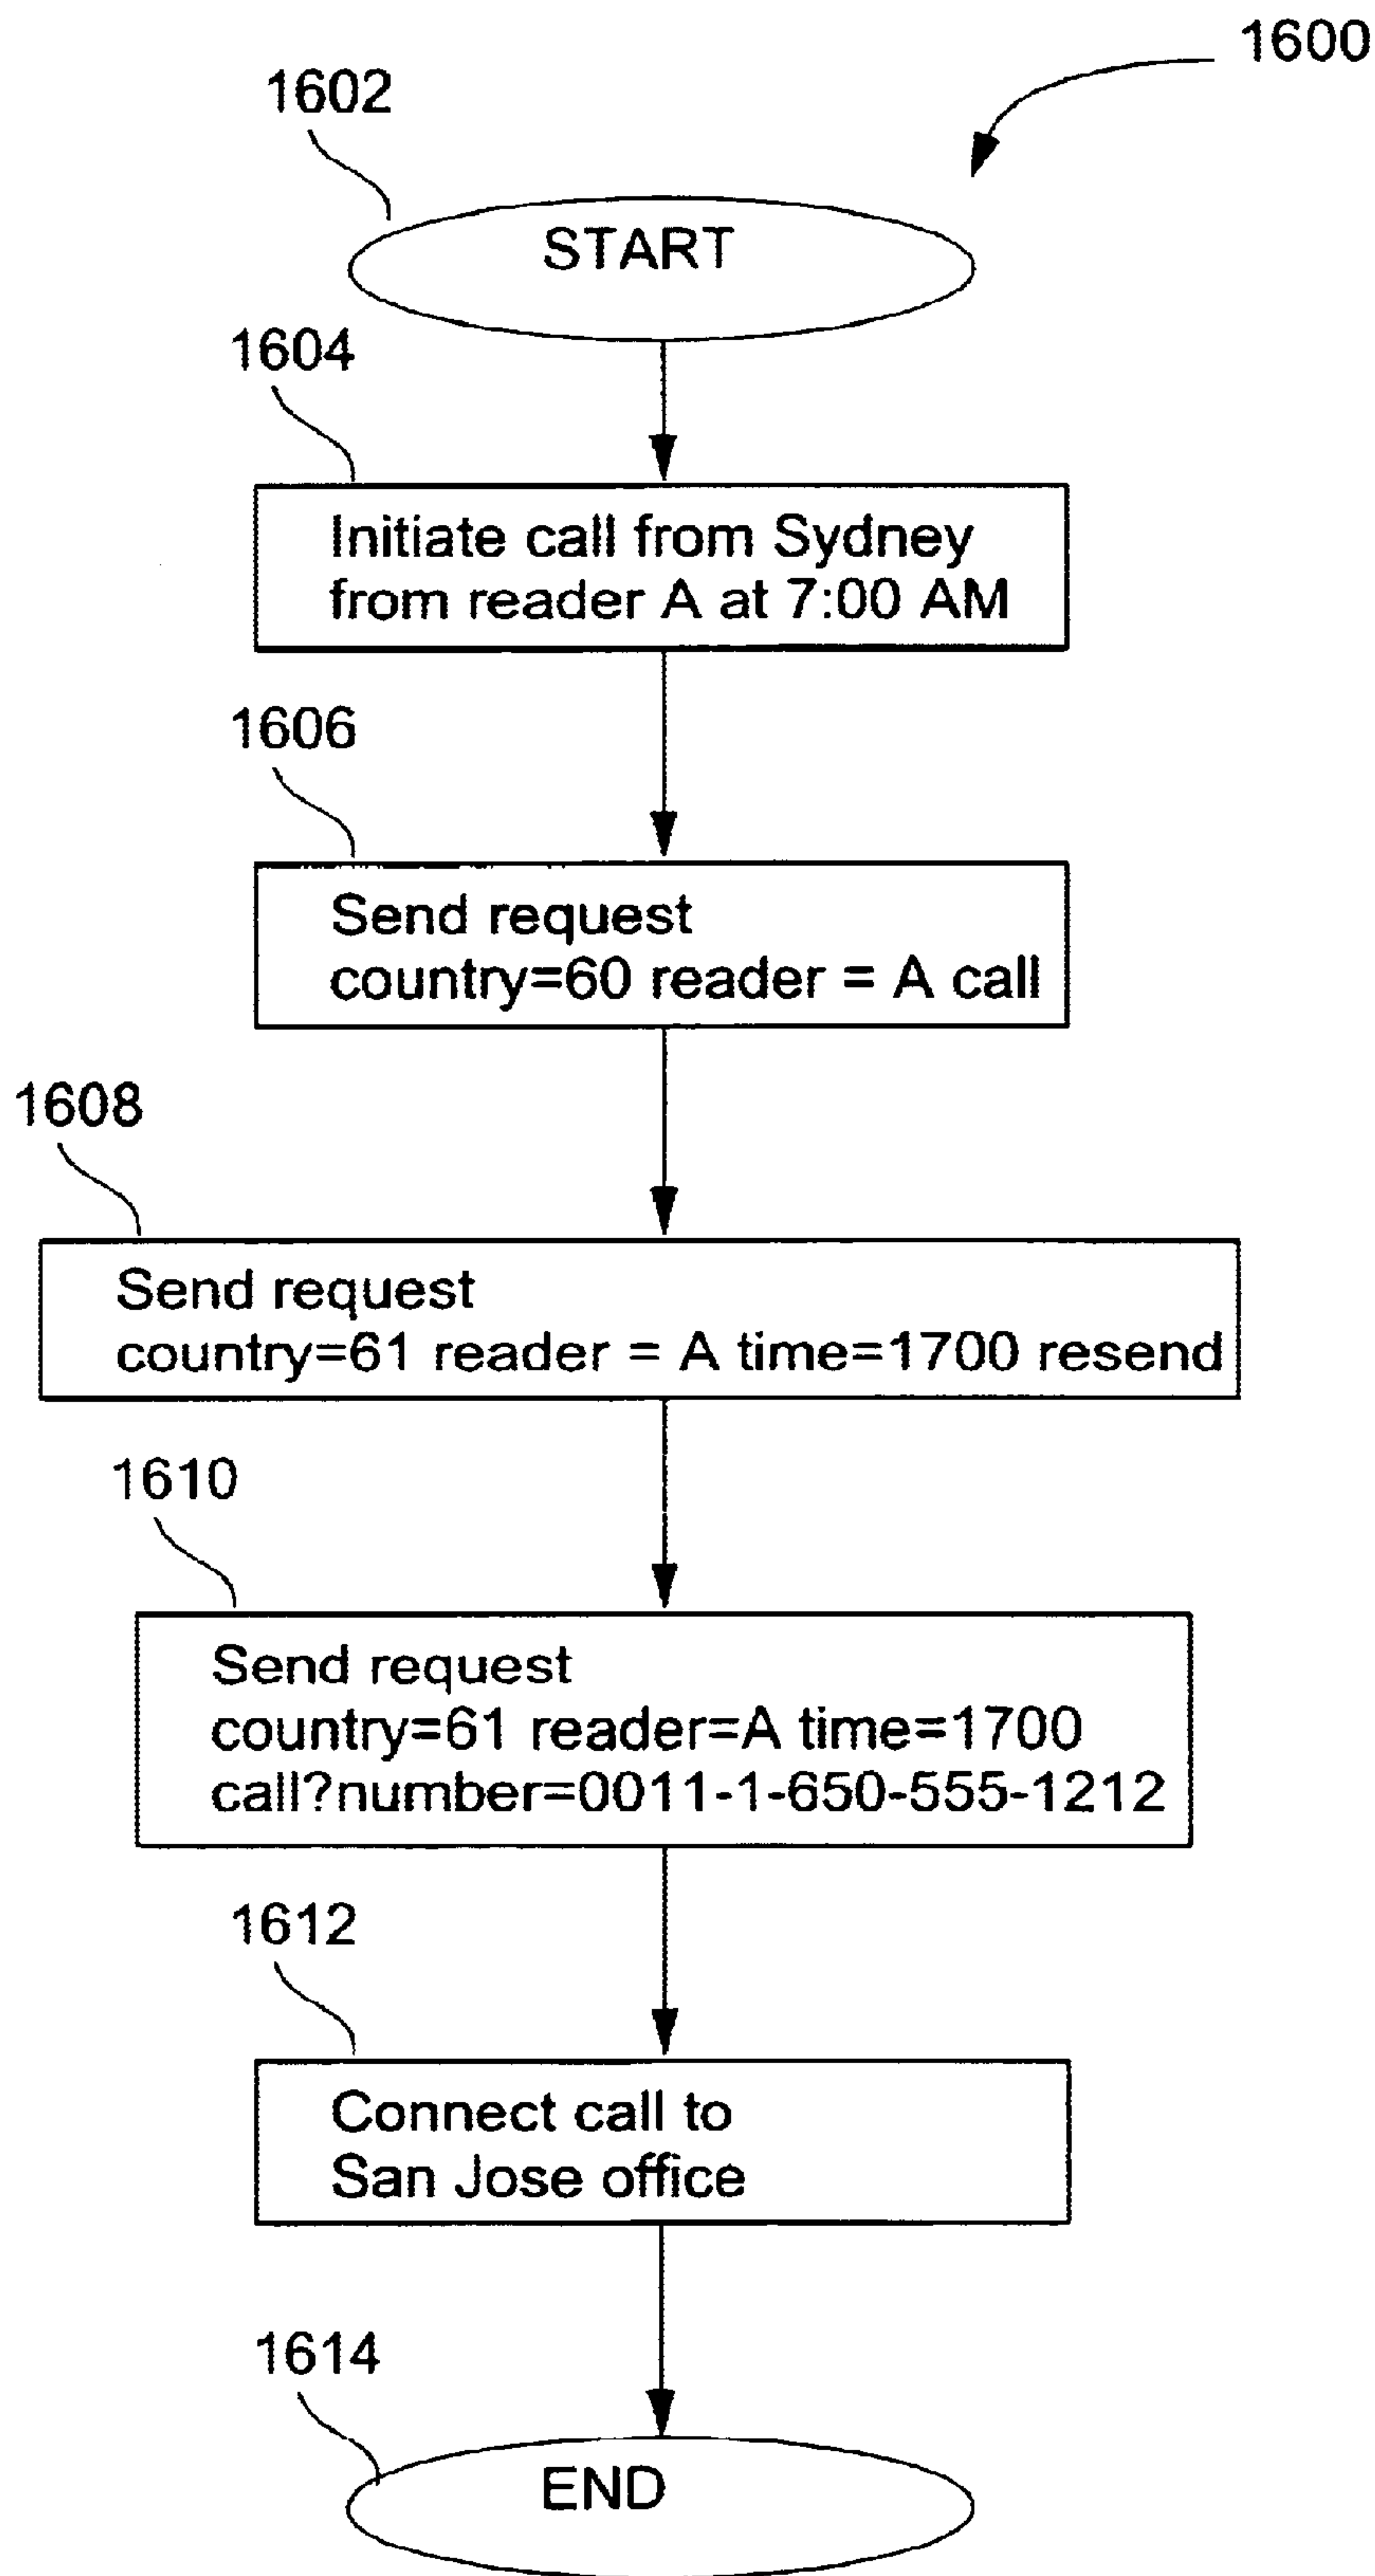 1600
1602
START
1604
Initiate call from Sydney
from reader A at 7:00 AM
1606
Send request
country=60 reader = A call
1608
Send request
country=61 reader = A time=1700 resend
1610
Send request
country=61 reader=A time=1700
call?number=0011-1-650-555-1212
1612
Connect call to
San Jose office
1614
END